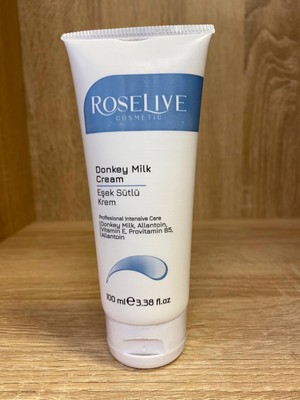 ROSELIVE
COSMETIC
Donkey Milk
Cream
Eşek Sütlü
Krem
Proffesional Intensive Care
Donkey Milk, Allantoin,
Vitamin E, Provitamin B5,
Allantoin
100 ml e 3.38 fl.oz